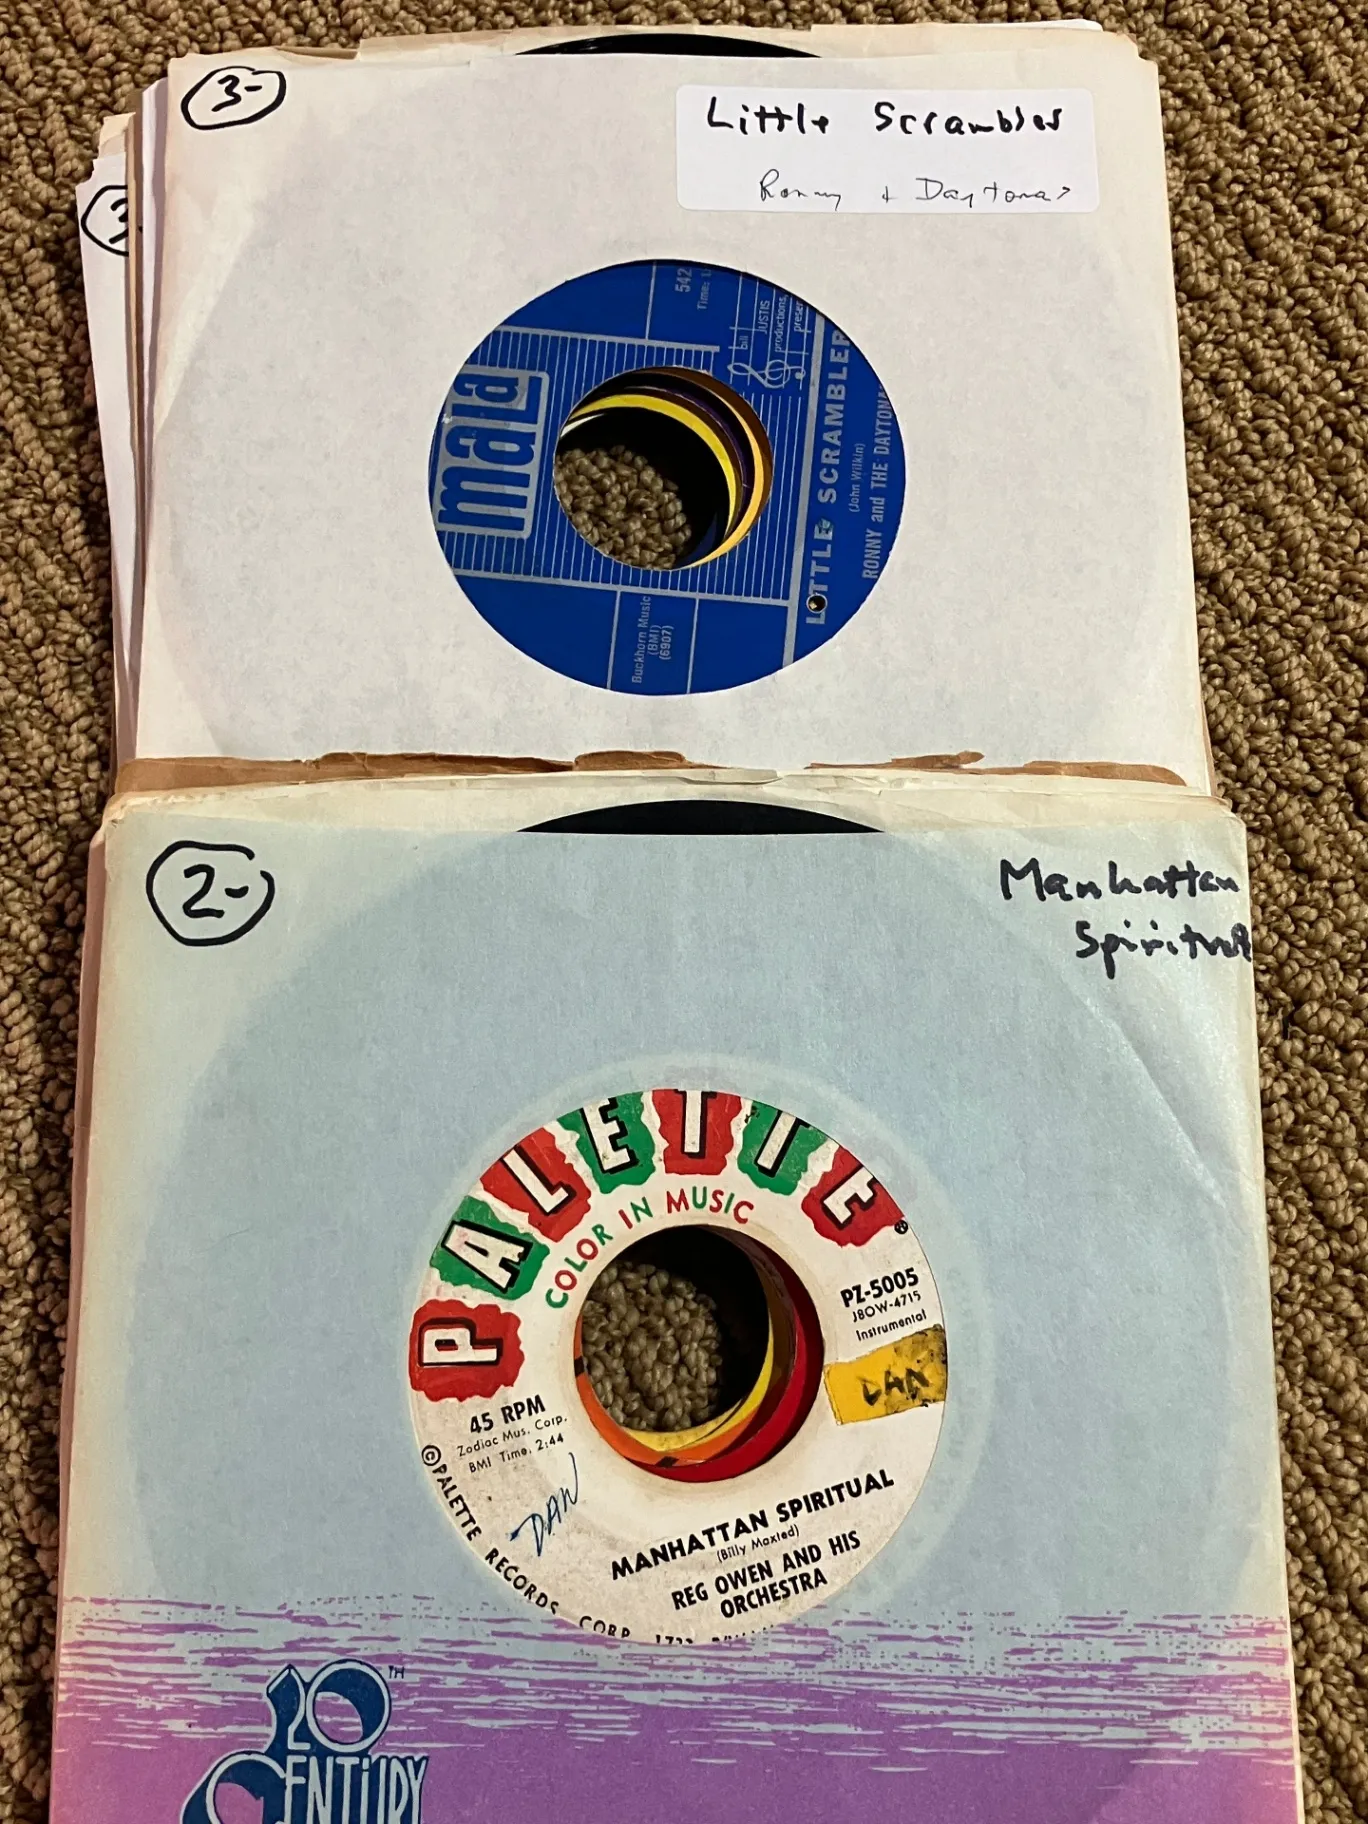 3-
Little Scrambler
Ronny + Daytonas
3
mala
542
bill JUSTIS
productions,
LITTLE SCRAMBLER
(John Wilkin)
RONNY and THE DAYTONA
Buckhorn Music
(BMI)
(6907)
2-
Manhattan
Spiritual
PALETTE
COLOR IN MUSIC
PZ-5005
J8OW-4715
Instrumental
DAN
45 RPM
Zodiac Mus. Corp.
BMI Time. 2:44
DAN
MANHATTAN SPIRITUAL
(Billy Maxted)
REG OWEN AND HIS
ORCHESTRA
©PALETTE RECORDS CORP.
20TH
CENTURY